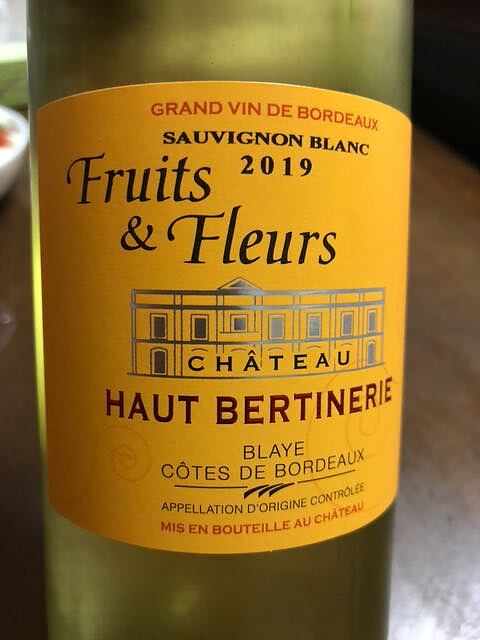 GRAND VIN DE BORDEAUX
SAUVIGNON BLANC
2019
Fruits
& Fleurs
CHÂTEAU
HAUT BERTINERIE
BLAYE
CÔTES DE BORDEAUX
APPELLATION D'ORIGINE CONTRÔLÉE
MIS EN BOUTEILLE AU CHÂTEAU